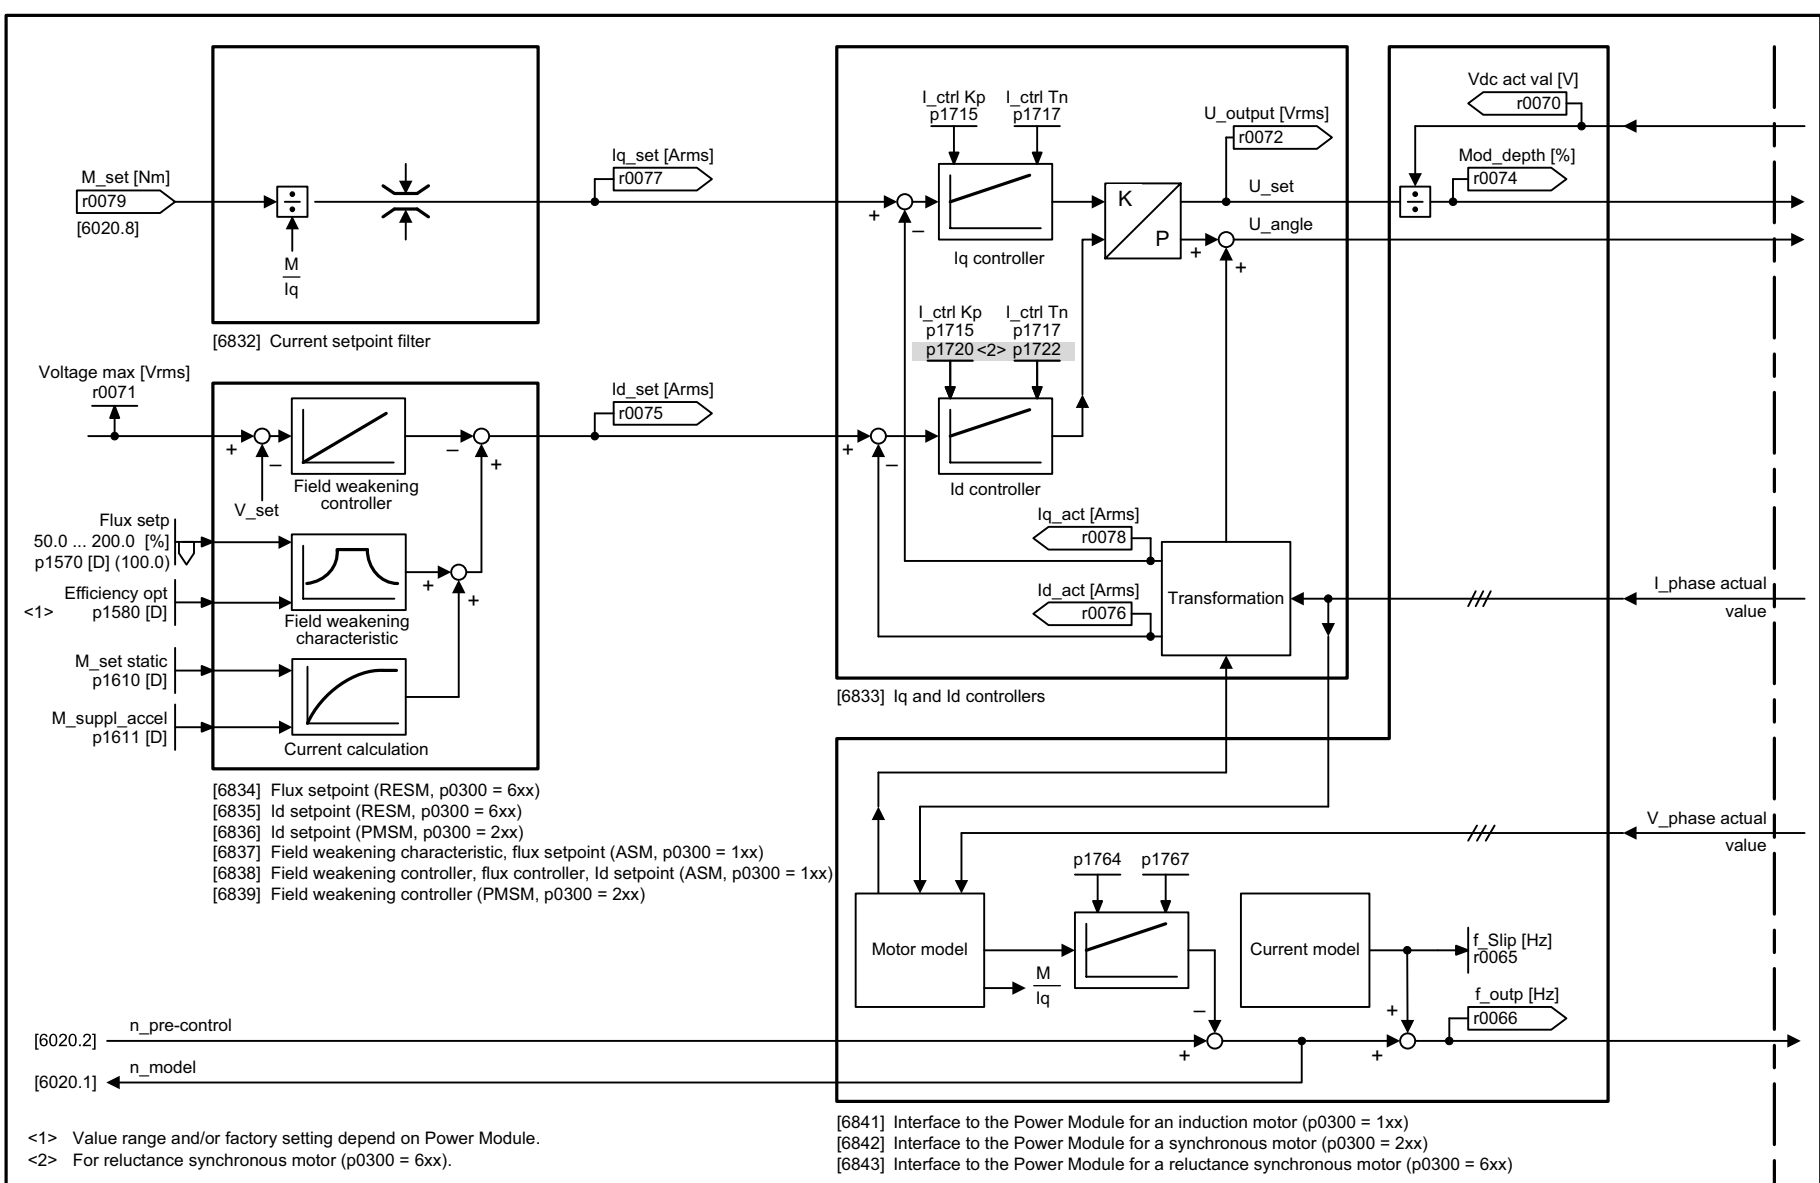 M_set [Nm]
r0079
[6020.8]
÷
M
Iq
[6832] Current setpoint filter
Iq_set [Arms]
r0077
I_ctrl Kp
p1715
I_ctrl Tn
p1717
+
–
Iq controller
K
P
U_output [Vrms]
r0072
U_set
U_angle
+
+
Vdc act val [V]
r0070
Mod_depth [%]
r0074
÷
Voltage max [Vrms]
r0071
+
–
V_set
Field weakening
controller
–
+
Id_set [Arms]
r0075
I_ctrl Kp
p1715
p1720 <2> p1722
I_ctrl Tn
p1717
+
–
Id controller
Flux setp
50.0 ... 200.0 [%]
p1570 [D] (100.0)
Efficiency opt
<1> p1580 [D]
Field weakening
characteristic
+
+
M_set static
p1610 [D]
M_suppl_accel
p1611 [D]
Current calculation
Iq_act [Arms]
r0078
Id_act [Arms]
r0076
Transformation
I_phase actual
value
[6833] Iq and Id controllers
[6834] Flux setpoint (RESM, p0300 = 6xx)
[6835] Id setpoint (RESM, p0300 = 6xx)
[6836] Id setpoint (PMSM, p0300 = 2xx)
[6837] Field weakening characteristic, flux setpoint (ASM, p0300 = 1xx)
[6838] Field weakening controller, flux controller, Id setpoint (ASM, p0300 = 1xx)
[6839] Field weakening controller (PMSM, p0300 = 2xx)
V_phase actual
value
p1764
p1767
Motor model
M
Iq
Current model
f_Slip [Hz]
r0065
f_outp [Hz]
r0066
–
+
+
+
[6020.2]
n_pre-control
[6020.1]
n_model
[6841] Interface to the Power Module for an induction motor (p0300 = 1xx)
[6842] Interface to the Power Module for a synchronous motor (p0300 = 2xx)
[6843] Interface to the Power Module for a reluctance synchronous motor (p0300 = 6xx)
<1> Value range and/or factory setting depend on Power Module.
<2> For reluctance synchronous motor (p0300 = 6xx).